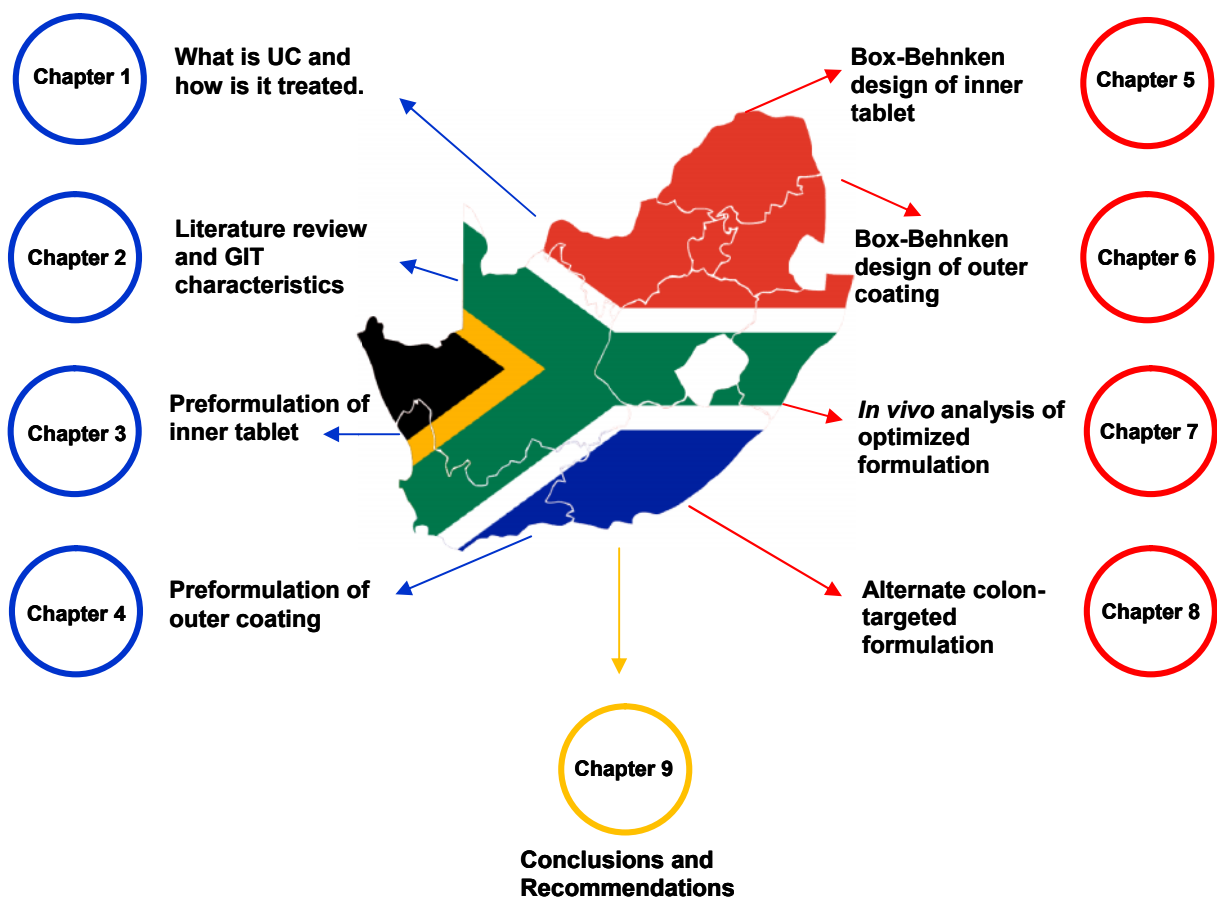 Chapter 1
What is UC and
how is it treated.
Chapter 2
Literature review
and GIT
characteristics
Chapter 3
Preformulation of
inner tablet
Chapter 4
Preformulation of
outer coating
Box-Behnken
design of inner
tablet
Chapter 5
Box-Behnken
design of outer
coating
Chapter 6
In vivo analysis of
optimized
formulation
Chapter 7
Alternate colon-
targeted
formulation
Chapter 8
Chapter 9
Conclusions and
Recommendations